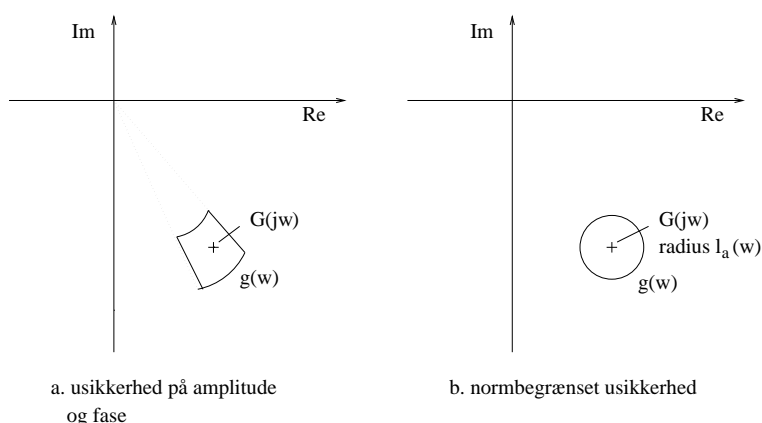 Im
Re
G(jw)
g(w)
a. usikkerhed på amplitude
og fase
Im
Re
G(jw)
radius l_a(w)
g(w)
b. normbegrænset usikkerhed